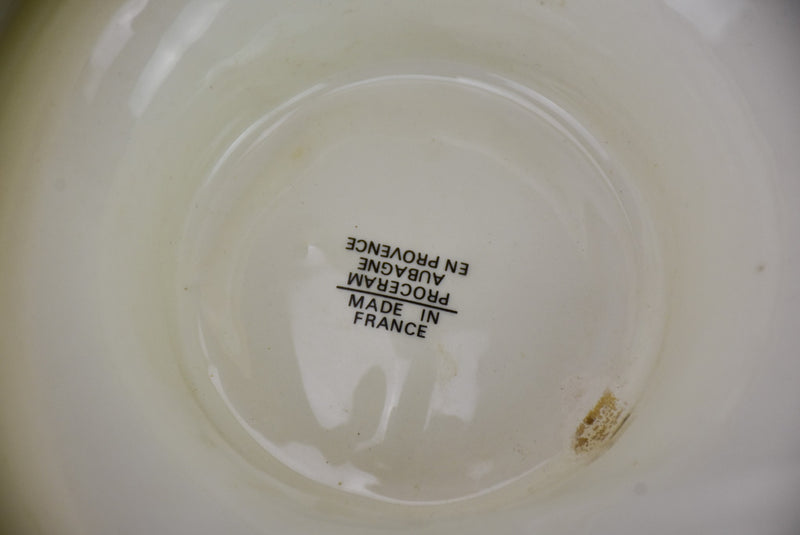 PROCERAM
AUBAGNE
EN PROVENCE
MADE IN
FRANCE